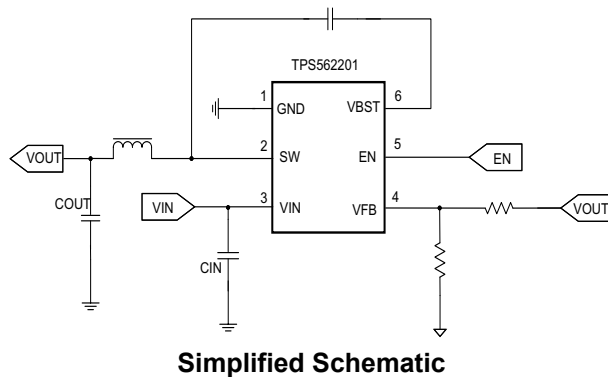 TPS562201
1
GND
VBST
6
2
SW
EN
5
3
VIN
VFB
4
VOUT
COUT
VIN
CIN
EN
VOUT
Simplified Schematic